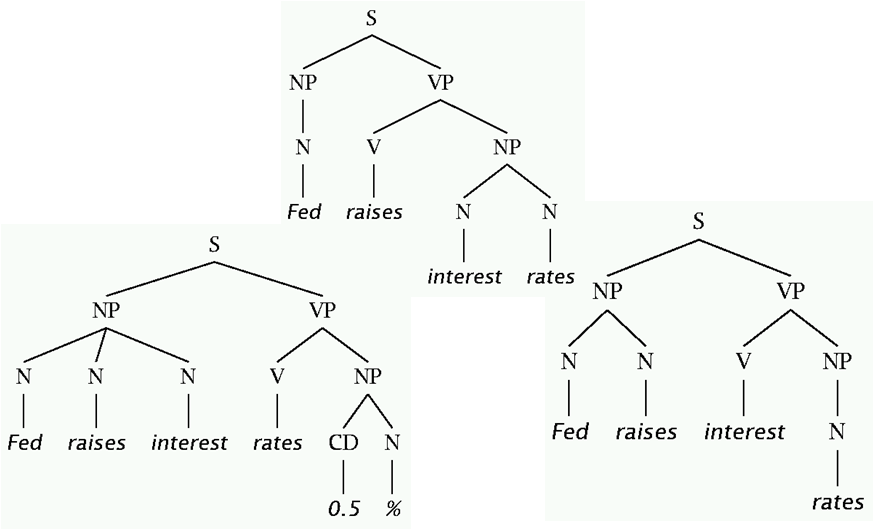 S
NP VP
N V NP
Fed raises N N
interest rates
S
NP VP
N N N V NP
Fed raises interest rates CD N
0.5 %
S
NP VP
N N V NP
Fed raises interest N
rates